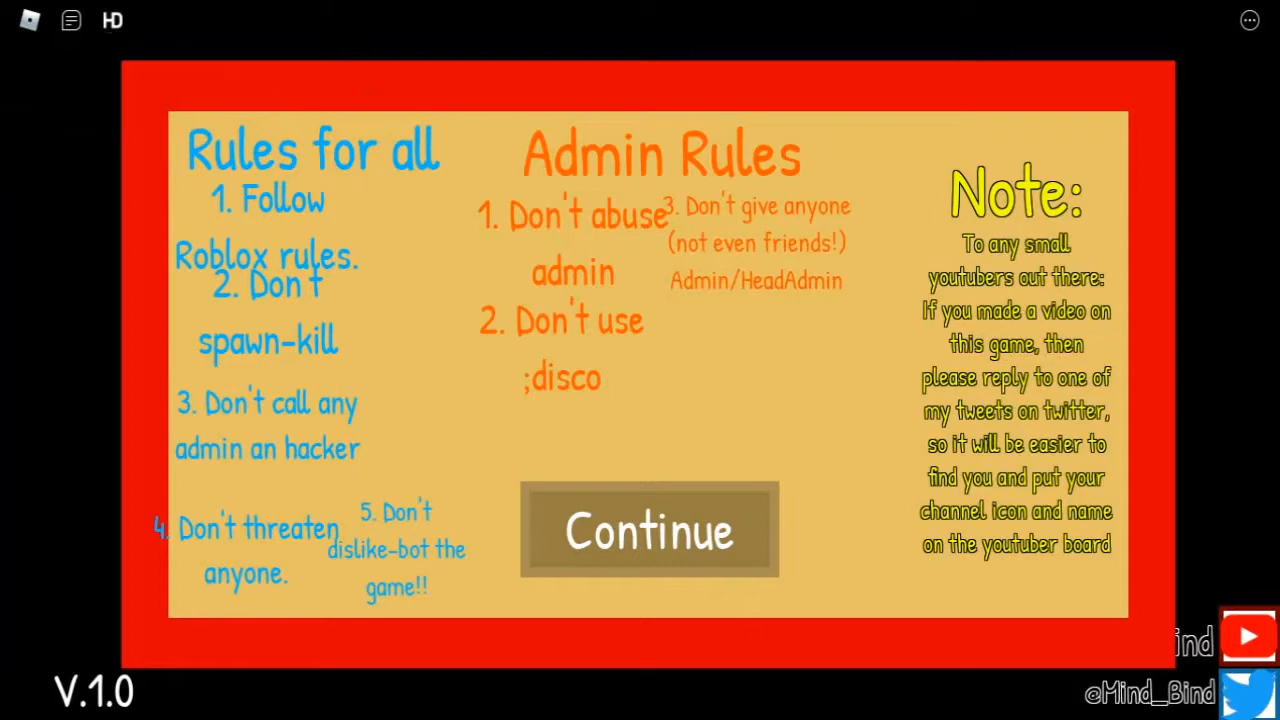 HD
Rules for all
1. Follow
Roblox rules.
2. Don't
spawn-kill
3. Don't call any
admin an hacker
4. Don't threaten
anyone.
5. Don't
dislike-bot the
game!!
Admin Rules
1. Don't abuse
admin
2. Don't use
;disco
3. Don't give anyone
(not even friends!)
Admin/HeadAdmin
Continue
Note:
To any small
youtubers out there:
If you made a video on
this game, then
please reply to one of
my tweets on twitter,
so it will be easier to
find you and put your
channel icon and name
on the youtuber board
V.1.0
ind
@Mind_Bind